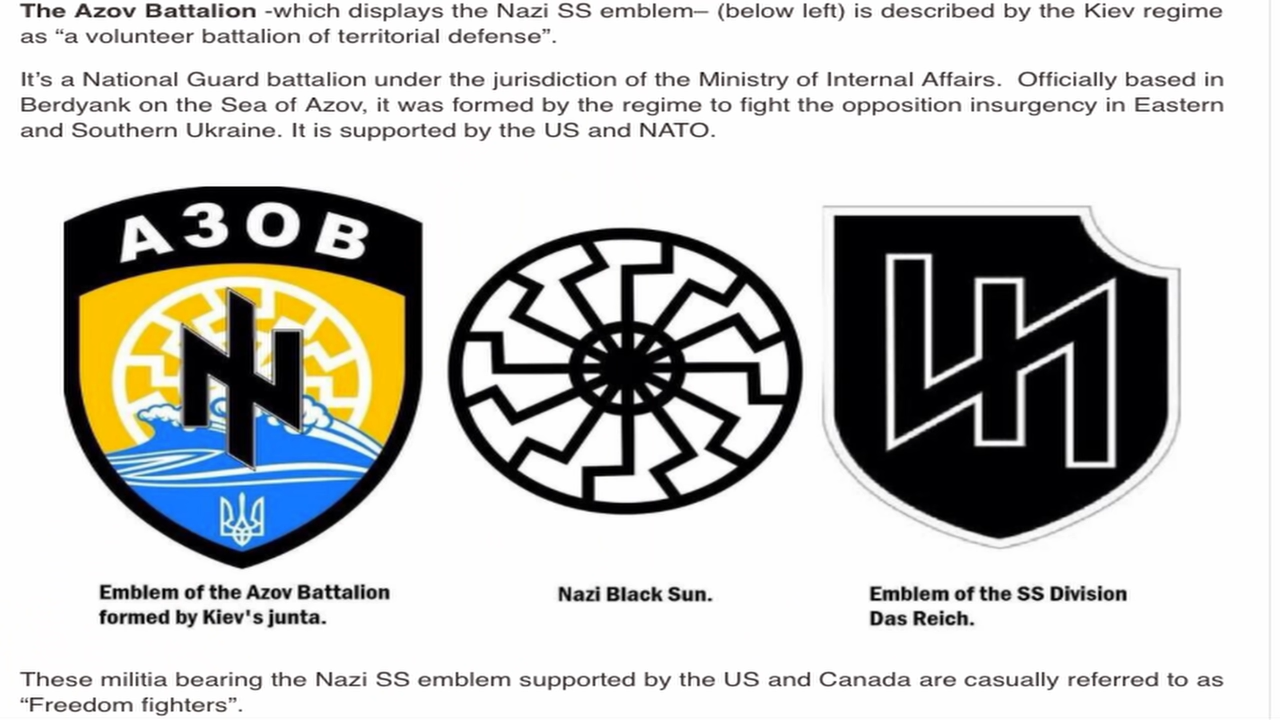 The Azov Battalion -which displays the Nazi SS emblem– (below left) is described by the Kiev regime
as “a volunteer battalion of territorial defense”.
It’s a National Guard battalion under the jurisdiction of the Ministry of Internal Affairs.  Officially based in
Berdyank on the Sea of Azov, it was formed by the regime to fight the opposition insurgency in Eastern
and Southern Ukraine. It is supported by the US and NATO.
АЗОВ
Emblem of the Azov Battalion
formed by Kiev's junta.
Nazi Black Sun.
Emblem of the SS Division
Das Reich.
These militia bearing the Nazi SS emblem supported by the US and Canada are casually referred to as
“Freedom fighters”.